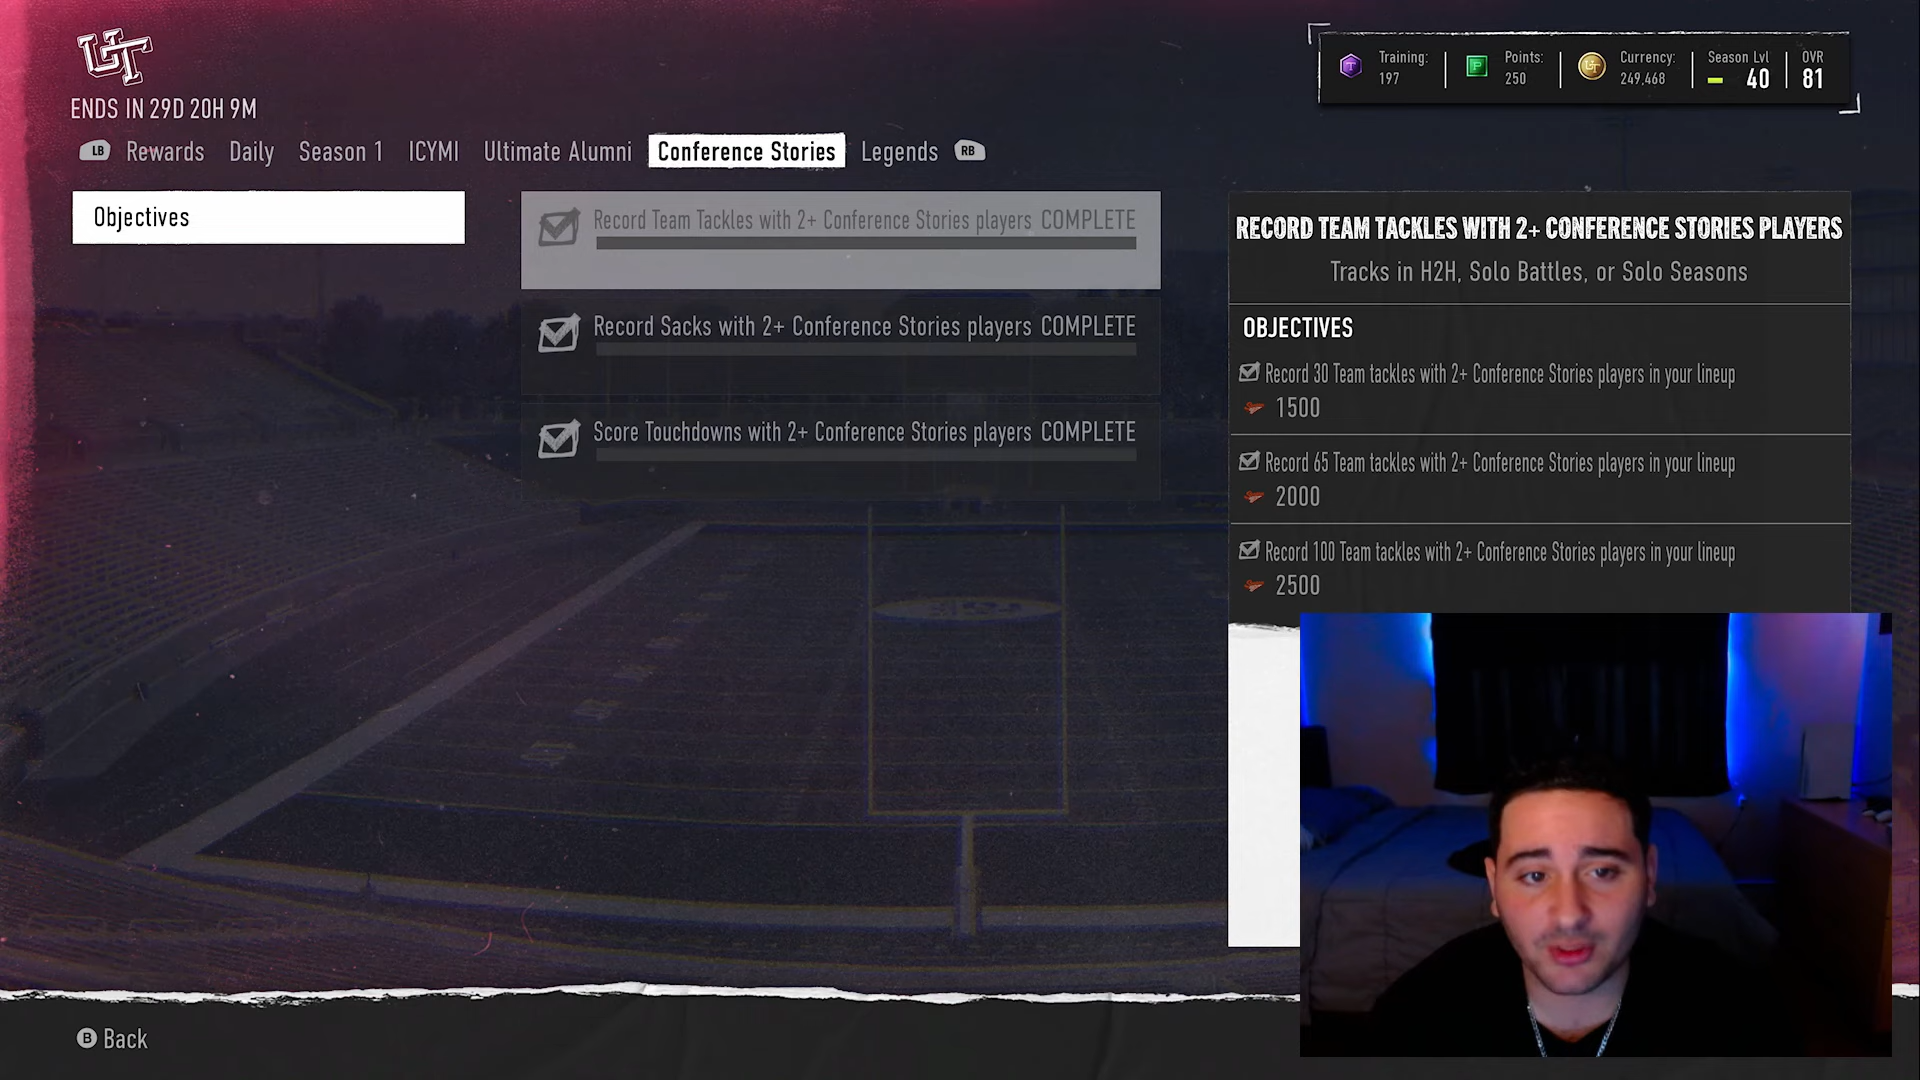 UT
ENDS IN 29D 20H 9M
Training: 197
Points: 250
UT
Currency: 249,468
Season Lvl 40
OVR 81
LB Rewards Daily Season 1 ICYMI Ultimate Alumni Conference Stories Legends RB
Objectives
Record Team Tackles with 2+ Conference Stories players COMPLETE
Record Sacks with 2+ Conference Stories players COMPLETE
Score Touchdowns with 2+ Conference Stories players COMPLETE
RECORD TEAM TACKLES WITH 2+ CONFERENCE STORIES PLAYERS
Tracks in H2H, Solo Battles, or Solo Seasons
OBJECTIVES
Record 30 Team tackles with 2+ Conference Stories players in your lineup
1500
Record 65 Team tackles with 2+ Conference Stories players in your lineup
2000
Record 100 Team tackles with 2+ Conference Stories players in your lineup
2500
B Back